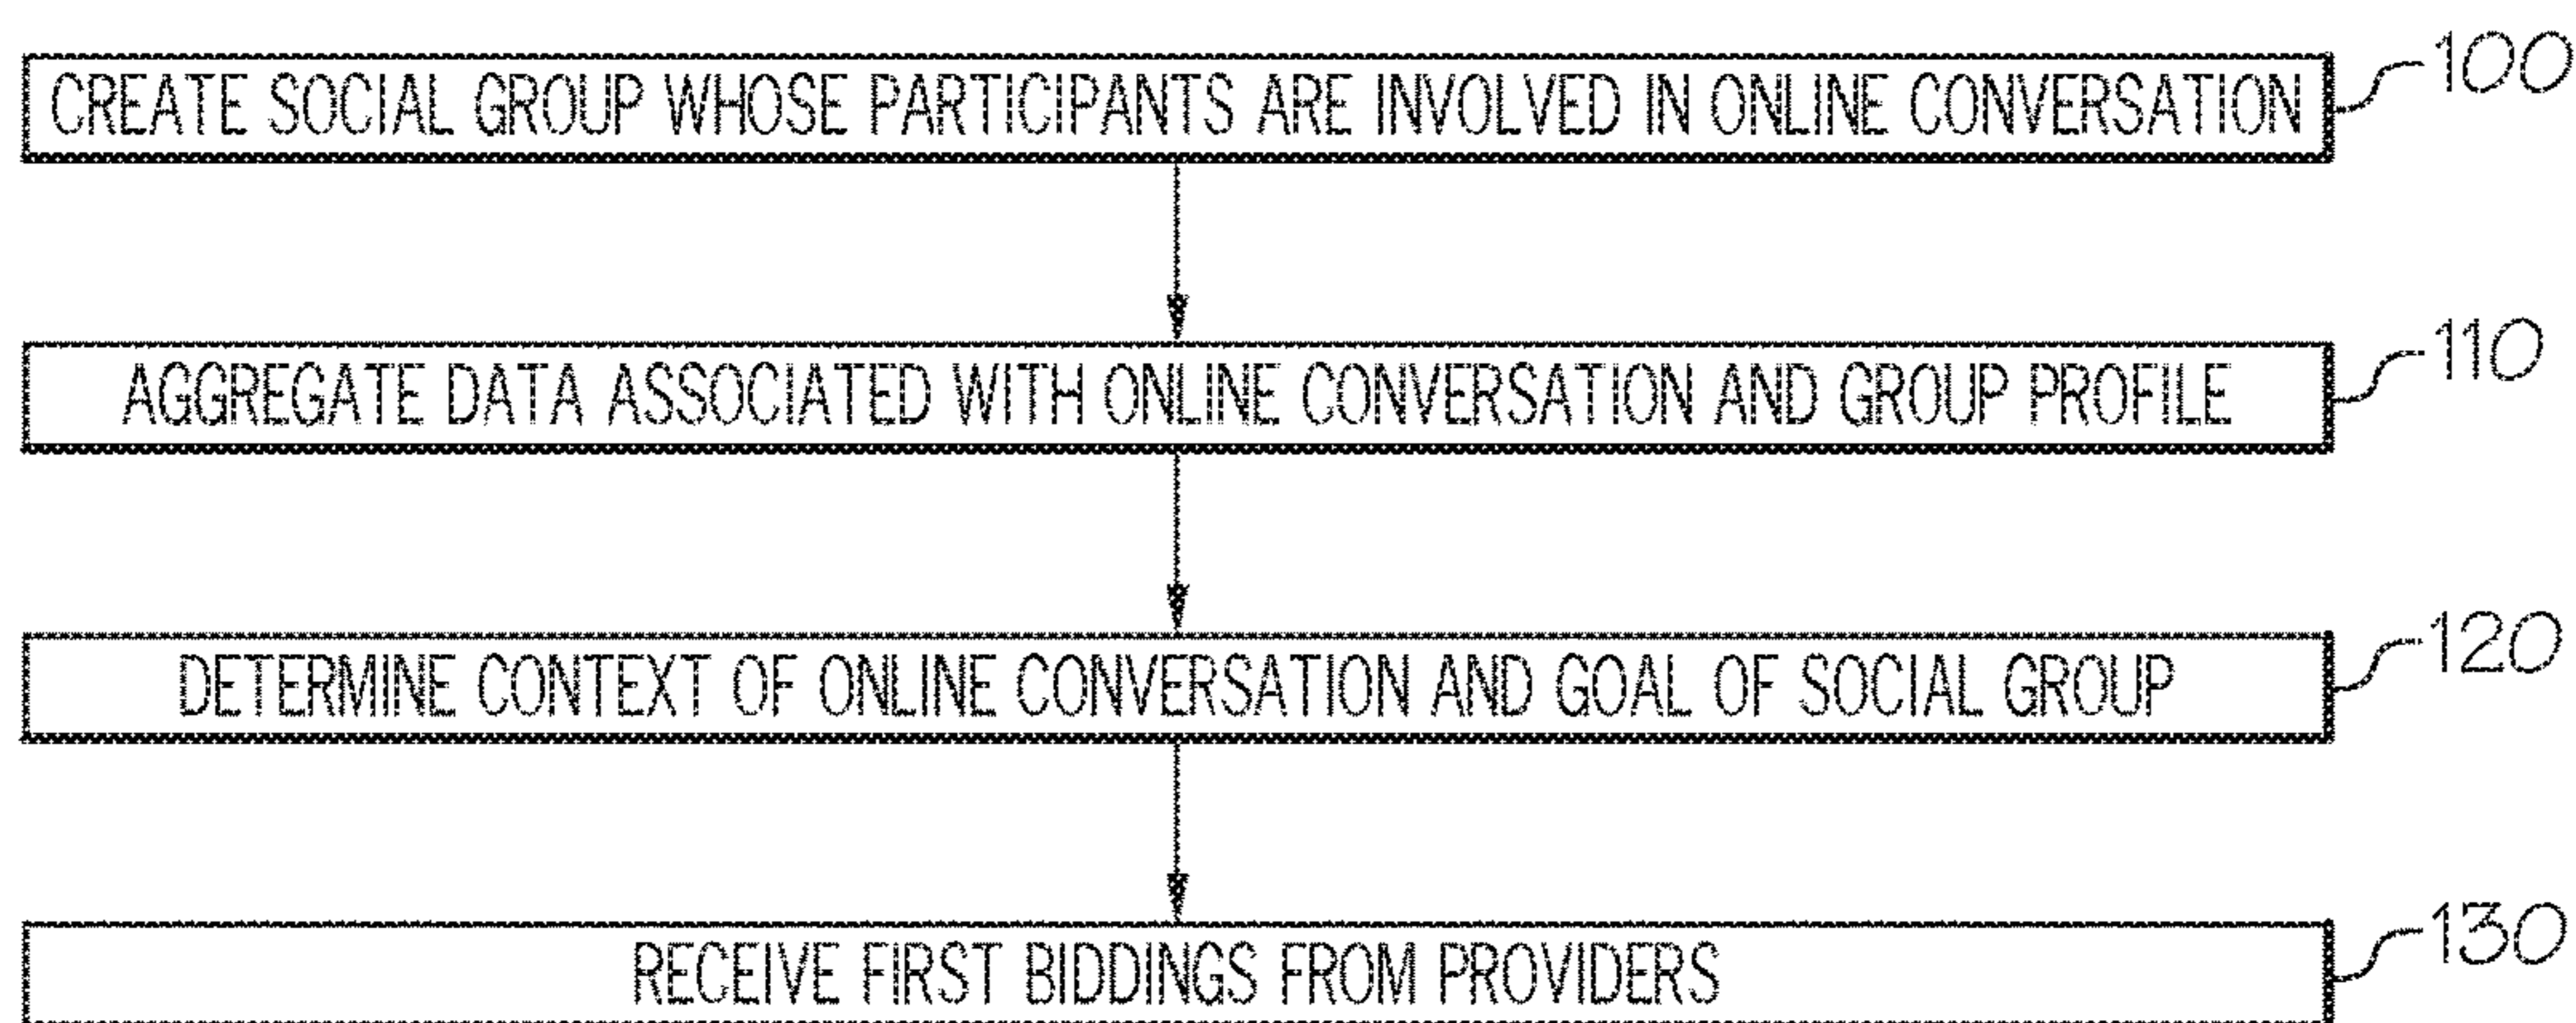 CREATE SOCIAL GROUP WHOSE PARTICIPANTS ARE INVOLVED IN ONLINE CONVERSATION 100
AGGREGATE DATA ASSOCIATED WITH ONLINE CONVERSATION AND GROUP PROFILE 110
DETERMINE CONTEXT OF ONLINE CONVERSATION AND GOAL OF SOCIAL GROUP 120
RECEIVE FIRST BIDDINGS FROM PROVIDERS 130